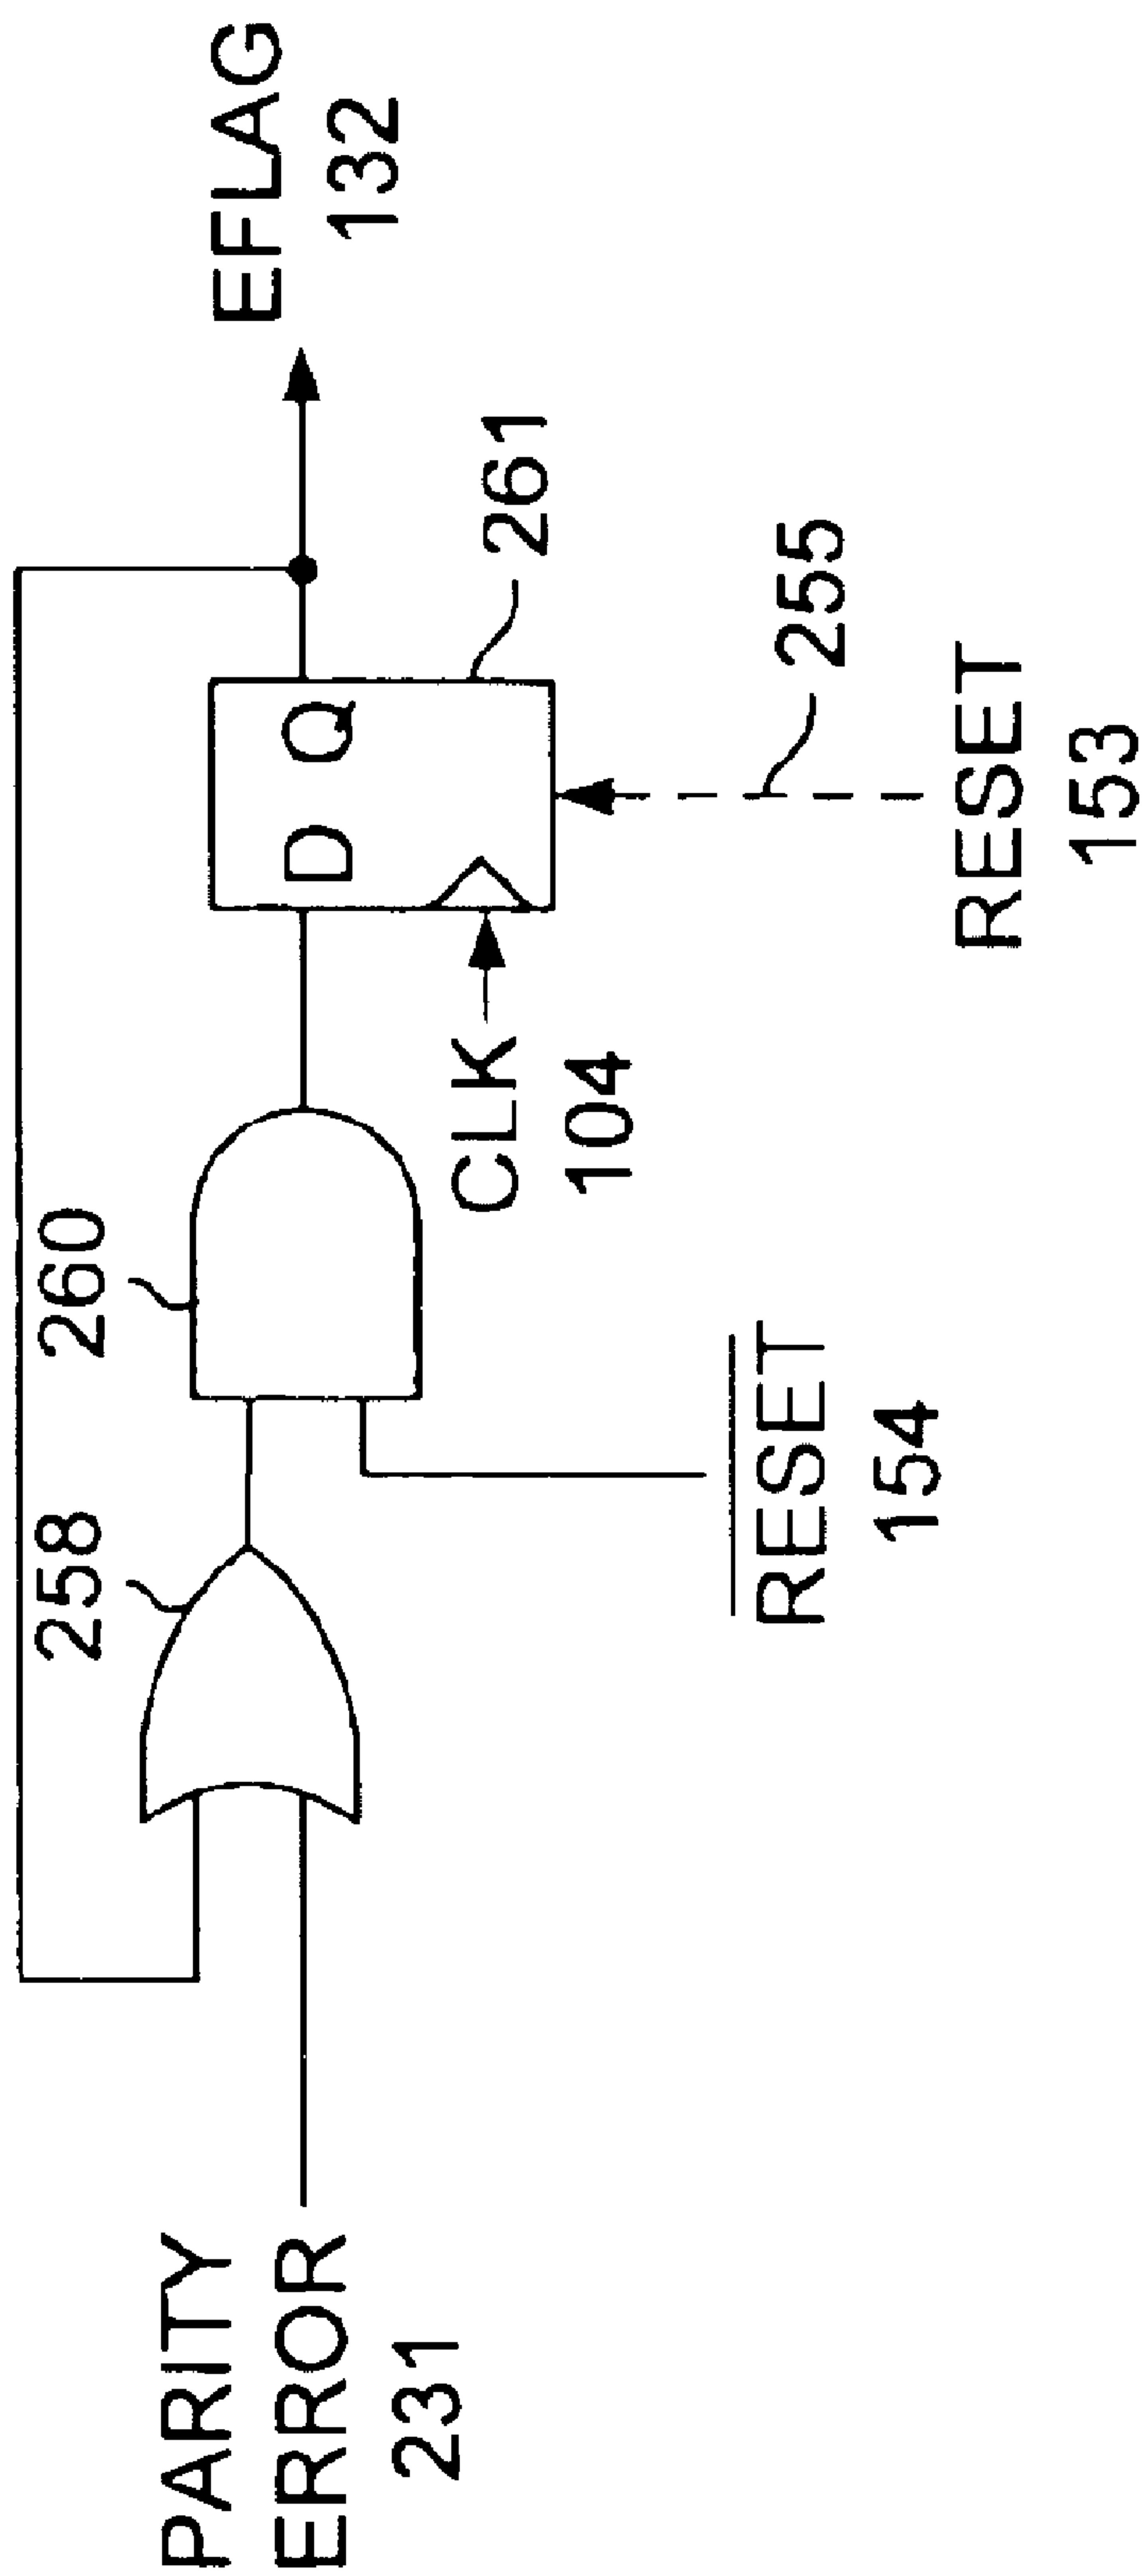 PARITY
ERROR
231
258
260
RESET
154
CLK
104
D Q
261
255
RESET
153
EFLAG
132